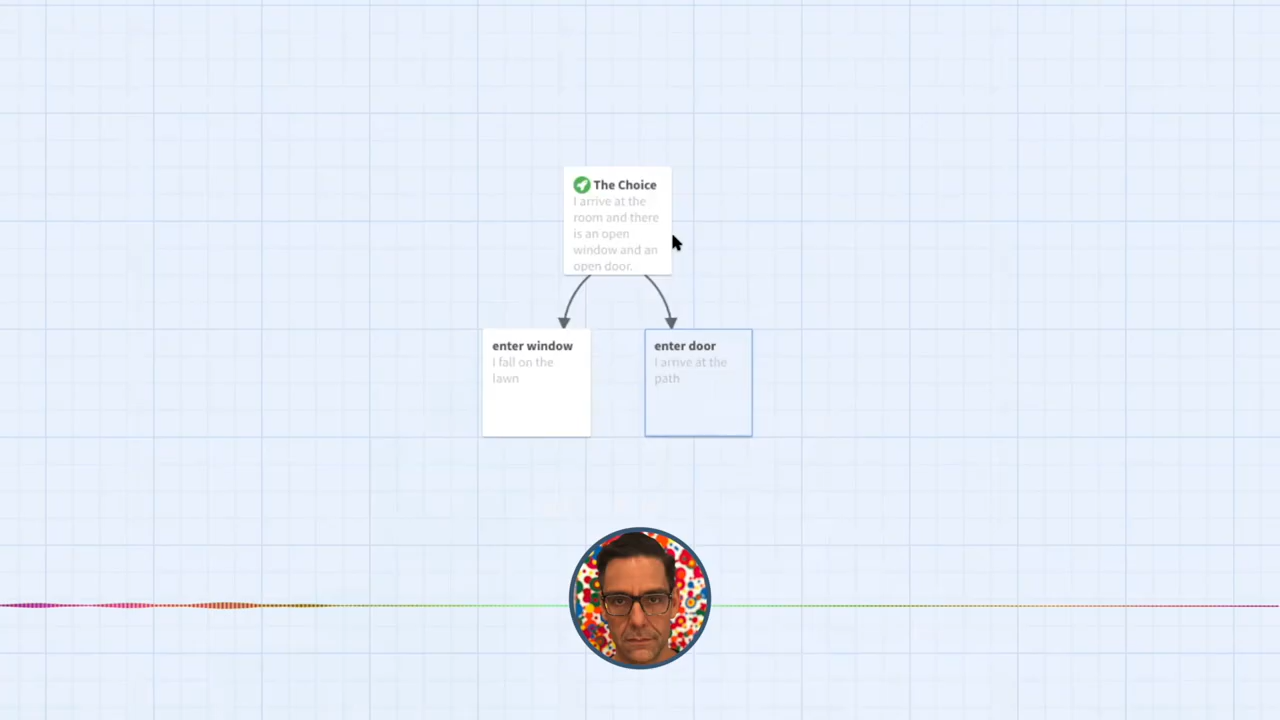 The Choice
I arrive at the
room and there
is an open
window and an
open door.
enter window
I fall on the
lawn
enter door
I arrive at the
path